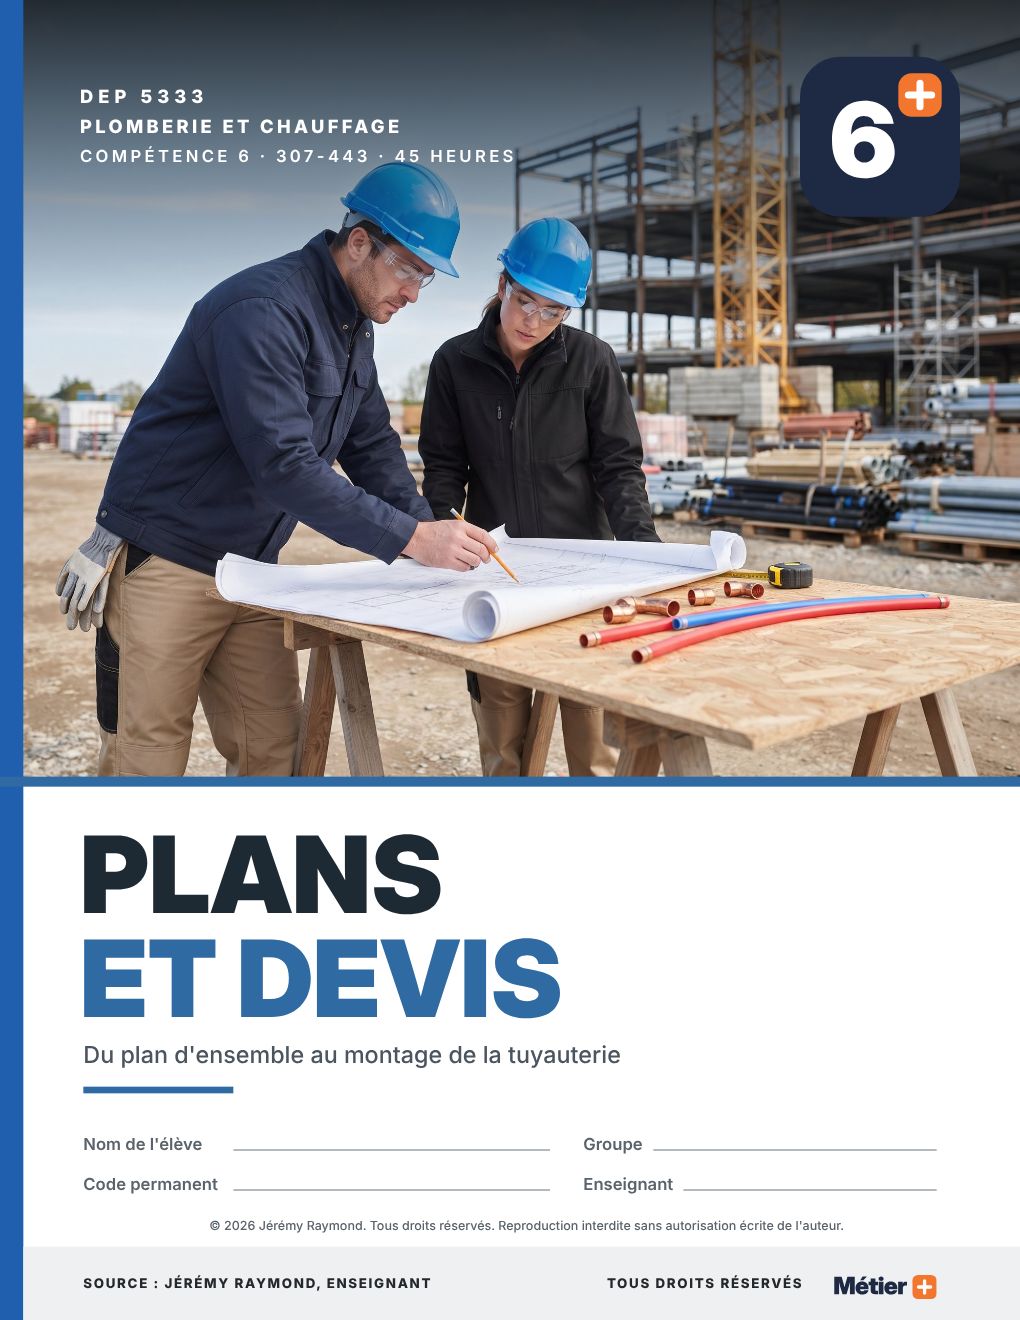 DEP 5333
PLOMBERIE ET CHAUFFAGE
COMPÉTENCE 6 · 307-443 · 45 HEURES
6+
PLANS
ET DEVIS
Du plan d'ensemble au montage de la tuyauterie
Nom de l'élève
Groupe
Code permanent
Enseignant
© 2026 Jérémy Raymond. Tous droits réservés. Reproduction interdite sans autorisation écrite de l'auteur.
SOURCE : JÉRÉMY RAYMOND, ENSEIGNANT
TOUS DROITS RÉSERVÉS
Métier+